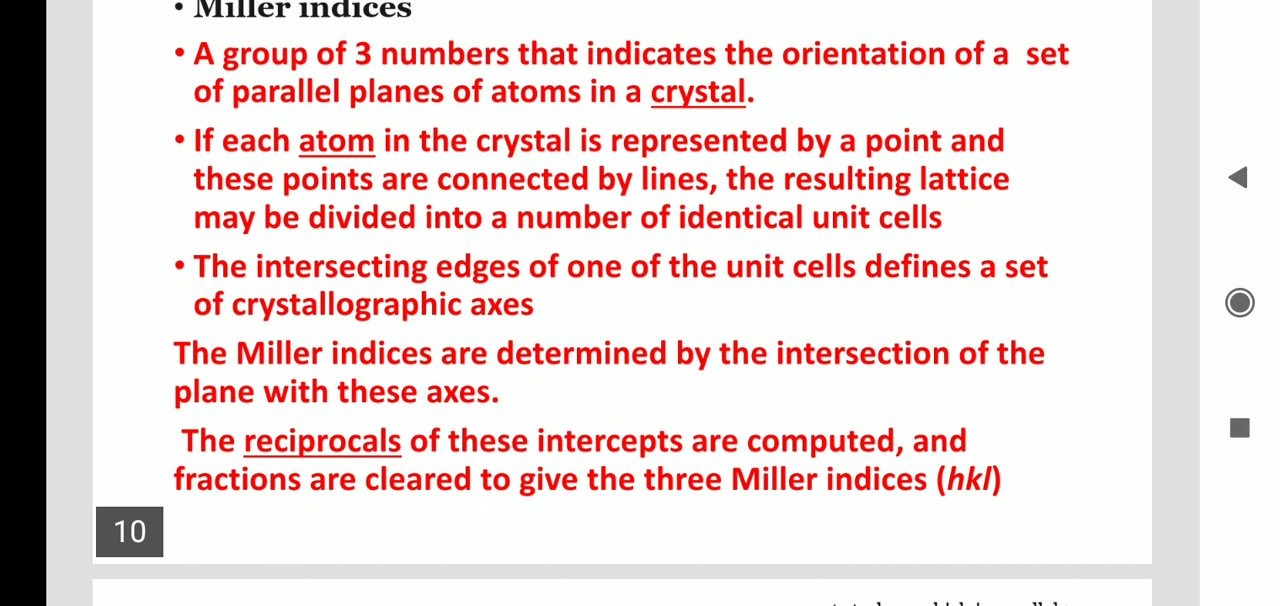 • Miller indices
• A group of 3 numbers that indicates the orientation of a set
of parallel planes of atoms in a crystal.
• If each atom in the crystal is represented by a point and
these points are connected by lines, the resulting lattice
may be divided into a number of identical unit cells
• The intersecting edges of one of the unit cells defines a set
of crystallographic axes
The Miller indices are determined by the intersection of the
plane with these axes.
The reciprocals of these intercepts are computed, and
fractions are cleared to give the three Miller indices (hkl)
10